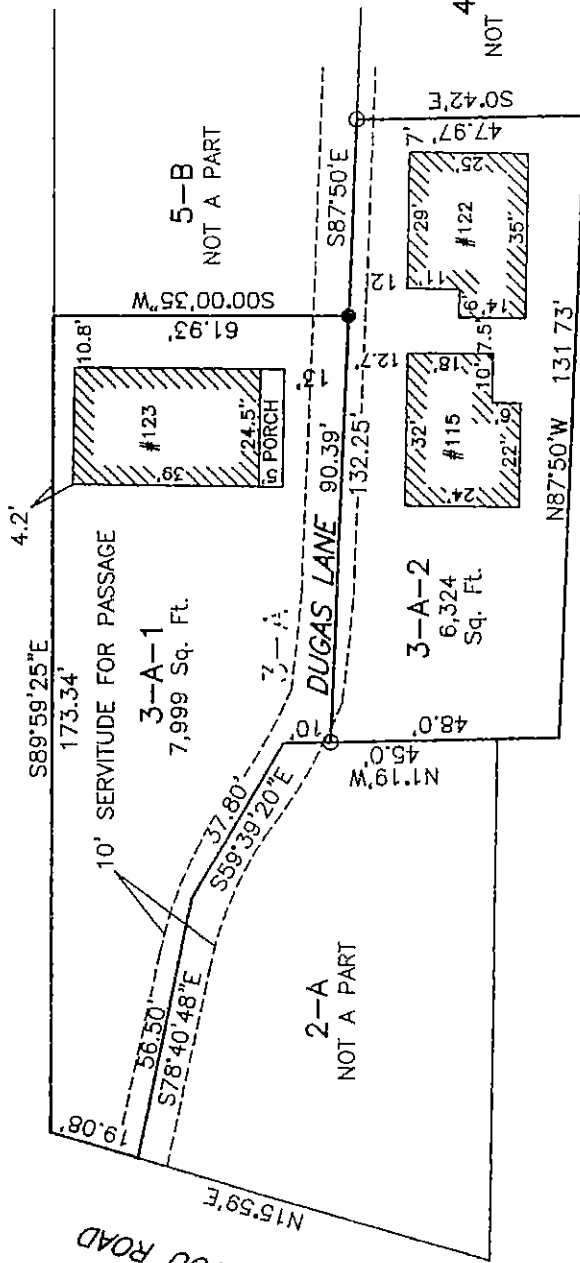 S89°59'25"E
173.34'
4.2'
10' SERVITUDE FOR PASSAGE
3-A-1
7,999 Sq. Ft.
10.8'
#123
39'
24.5"
5' PORCH
13'
S00°00'35"W
61.93'
5-B
NOT A PART
19.08'
56.50'
S78°40'48"E
37.80'
S59°39'20"E
10'
3-A
DUGAS LANE
90.39'
132.25'
S87°50'E
N15°59'E
ROAD
2-A
NOT A PART
N1°19'W
45.0'
48.0'
3-A-2
6,324
Sq. Ft.
12.7'
32'
#115
24'
22"
6'
10'
18'
7.5'
12'
29'
11'
#122
9'
14'
35"
25'
7'
47.97'
S0°42'E
4
NOT
N87°50'W 131 73'